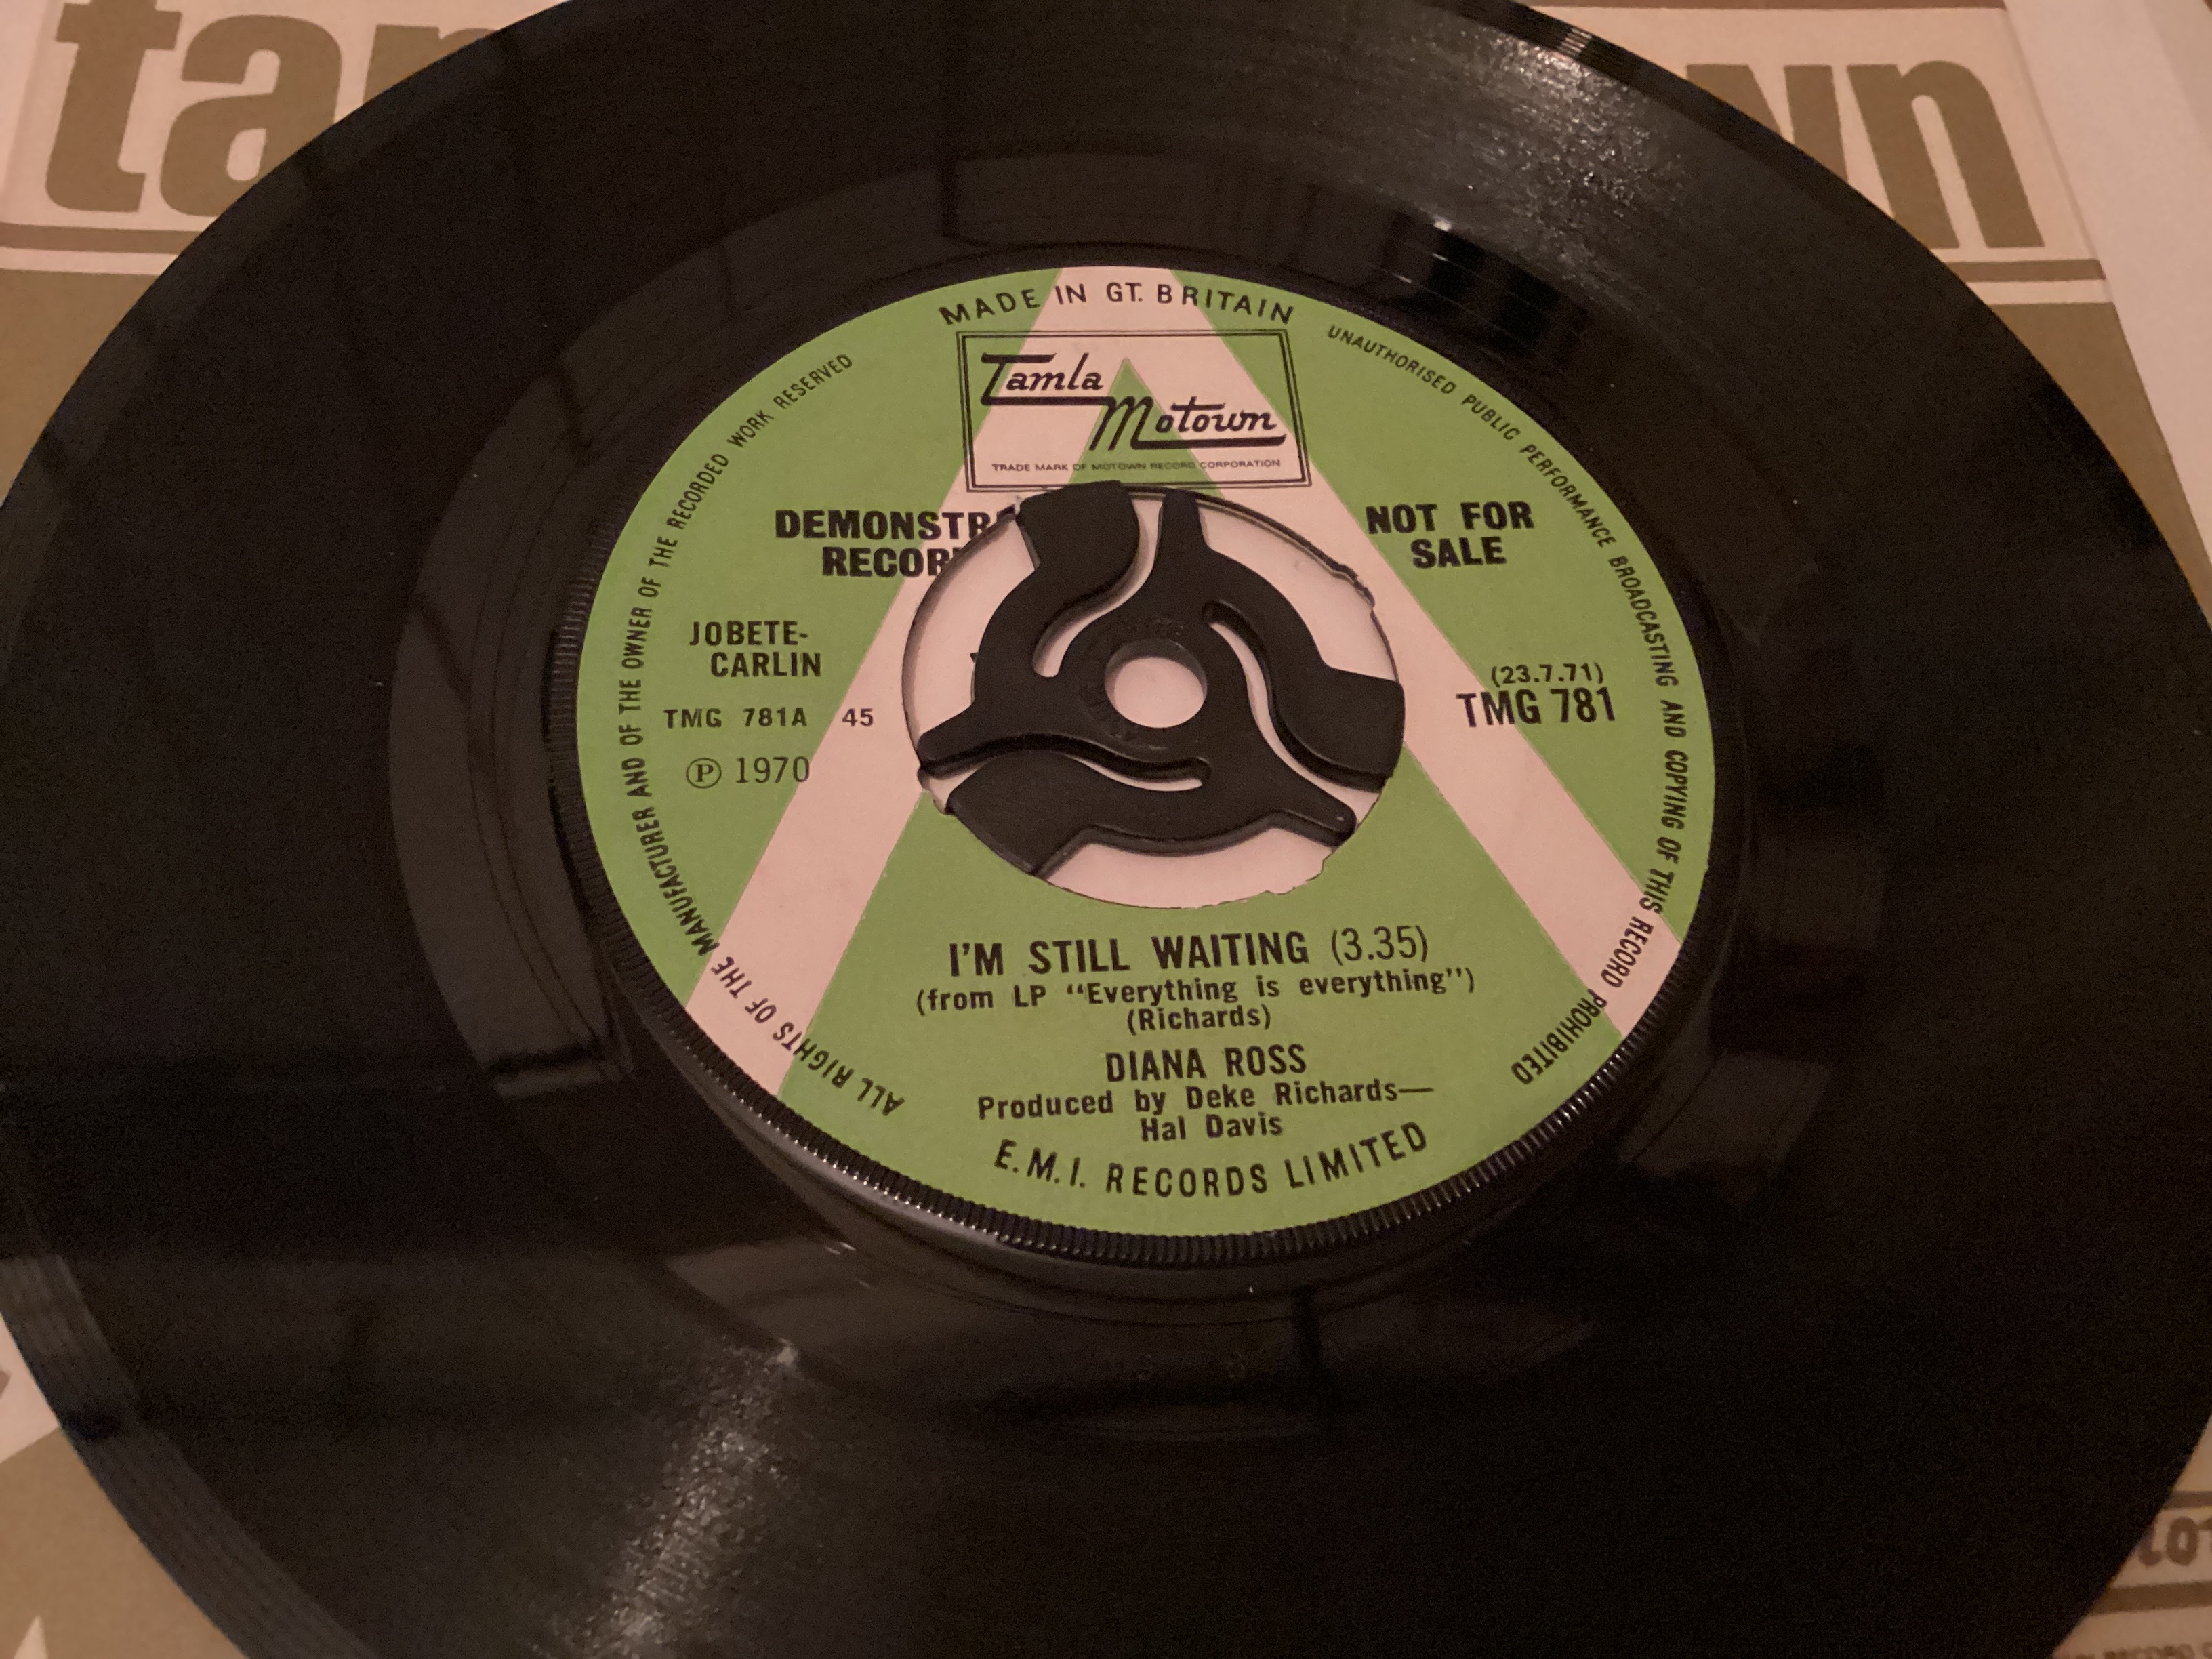 MADE IN GT. BRITAIN
Tamla
Motown
TRADE MARK OF MOTOWN RECORD CORPORATION
DEMONSTR
RECOR
NOT FOR
SALE
JOBETE-
CARLIN
TMG 781A 45
℗ 1970
(23.7.71)
TMG 781
I'M STILL WAITING (3.35)
(from LP “Everything is everything”)
(Richards)
DIANA ROSS
Produced by Deke Richards—
Hal Davis
E.M.I. RECORDS LIMITED
ALL RIGHTS OF THE MANUFACTURER AND OF THE OWNER OF THE RECORDED WORK RESERVED
UNAUTHORISED PUBLIC PERFORMANCE BROADCASTING AND COPYING OF THIS RECORD PROHIBITED
ta
wn